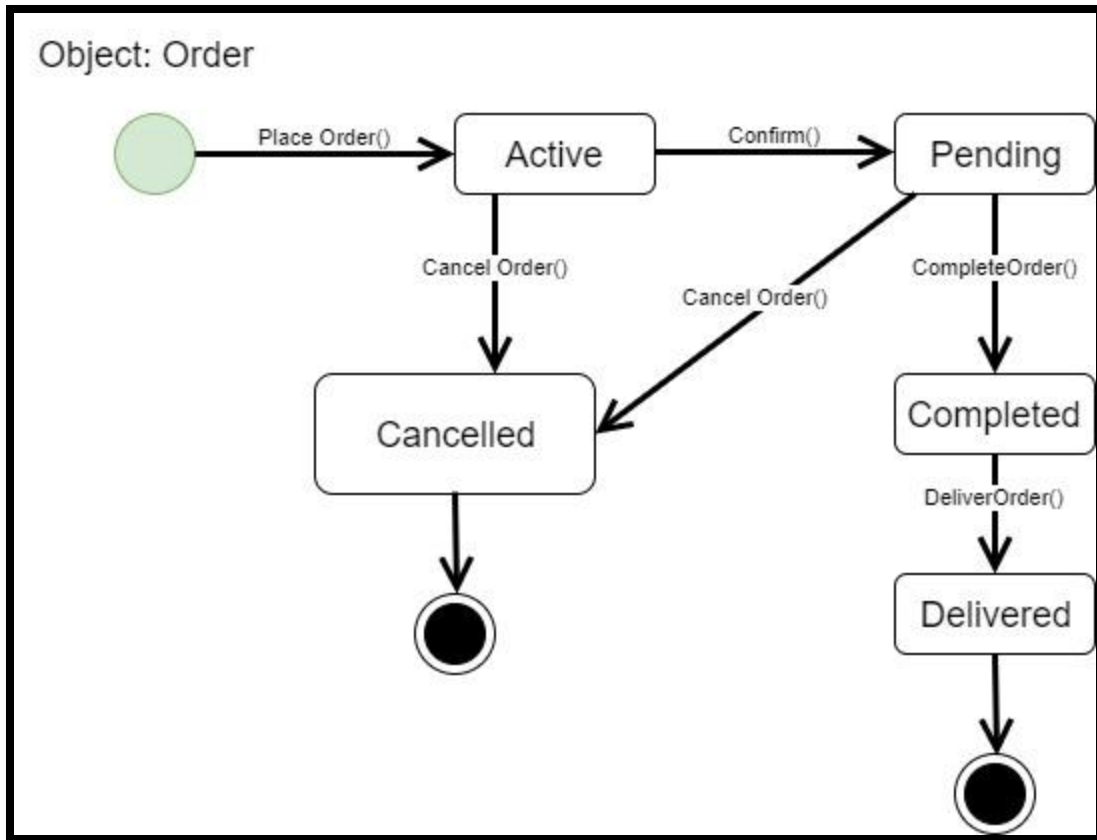 Object: Order
Place Order()
Active
Confirm()
Pending
Cancel Order()
Cancel Order()
CompleteOrder()
Cancelled
Completed
DeliverOrder()
Delivered